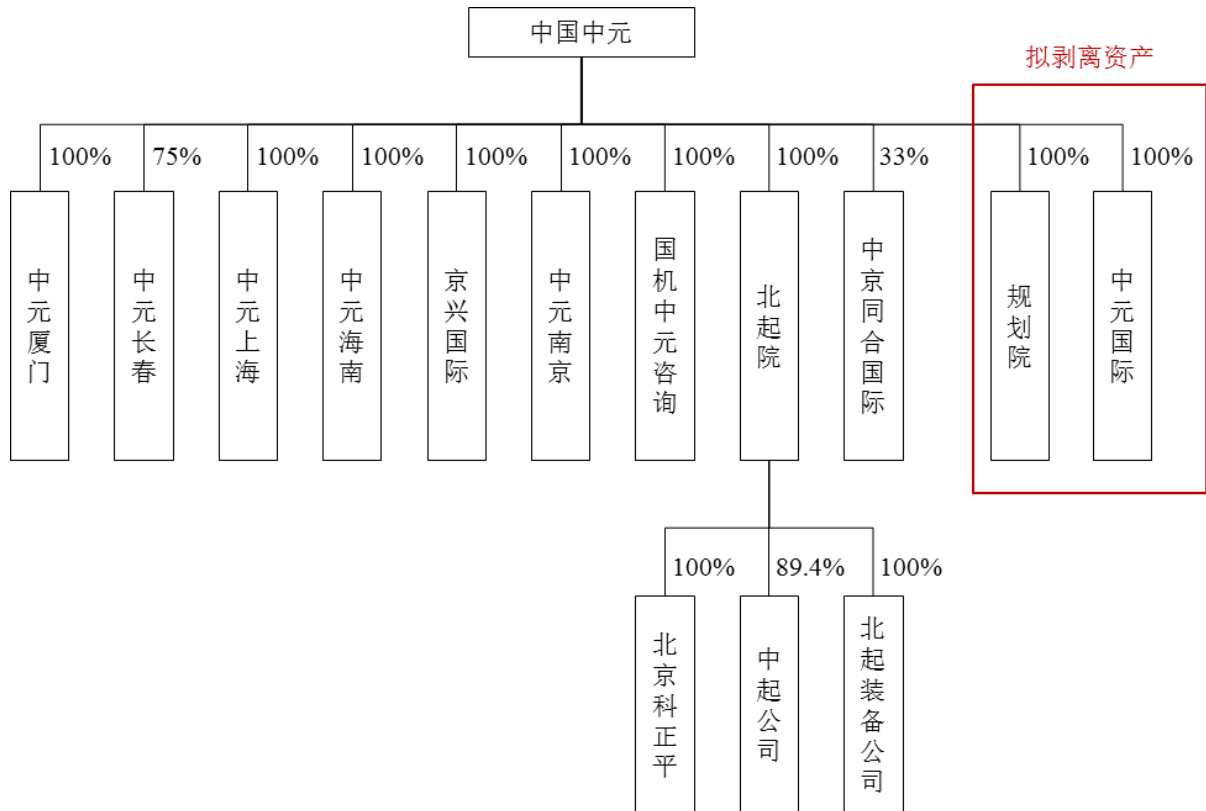 中国中元
拟剥离资产
100%
75%
100%
100%
100%
100%
100%
100%
33%
100%
100%
中元厦门
中元长春
中元上海
中元海南
京兴国际
中元南京
国机中元咨询
北起院
中京同合国际
规划院
中元国际
100%
89.4%
100%
北京科正平
中起公司
北起装备公司